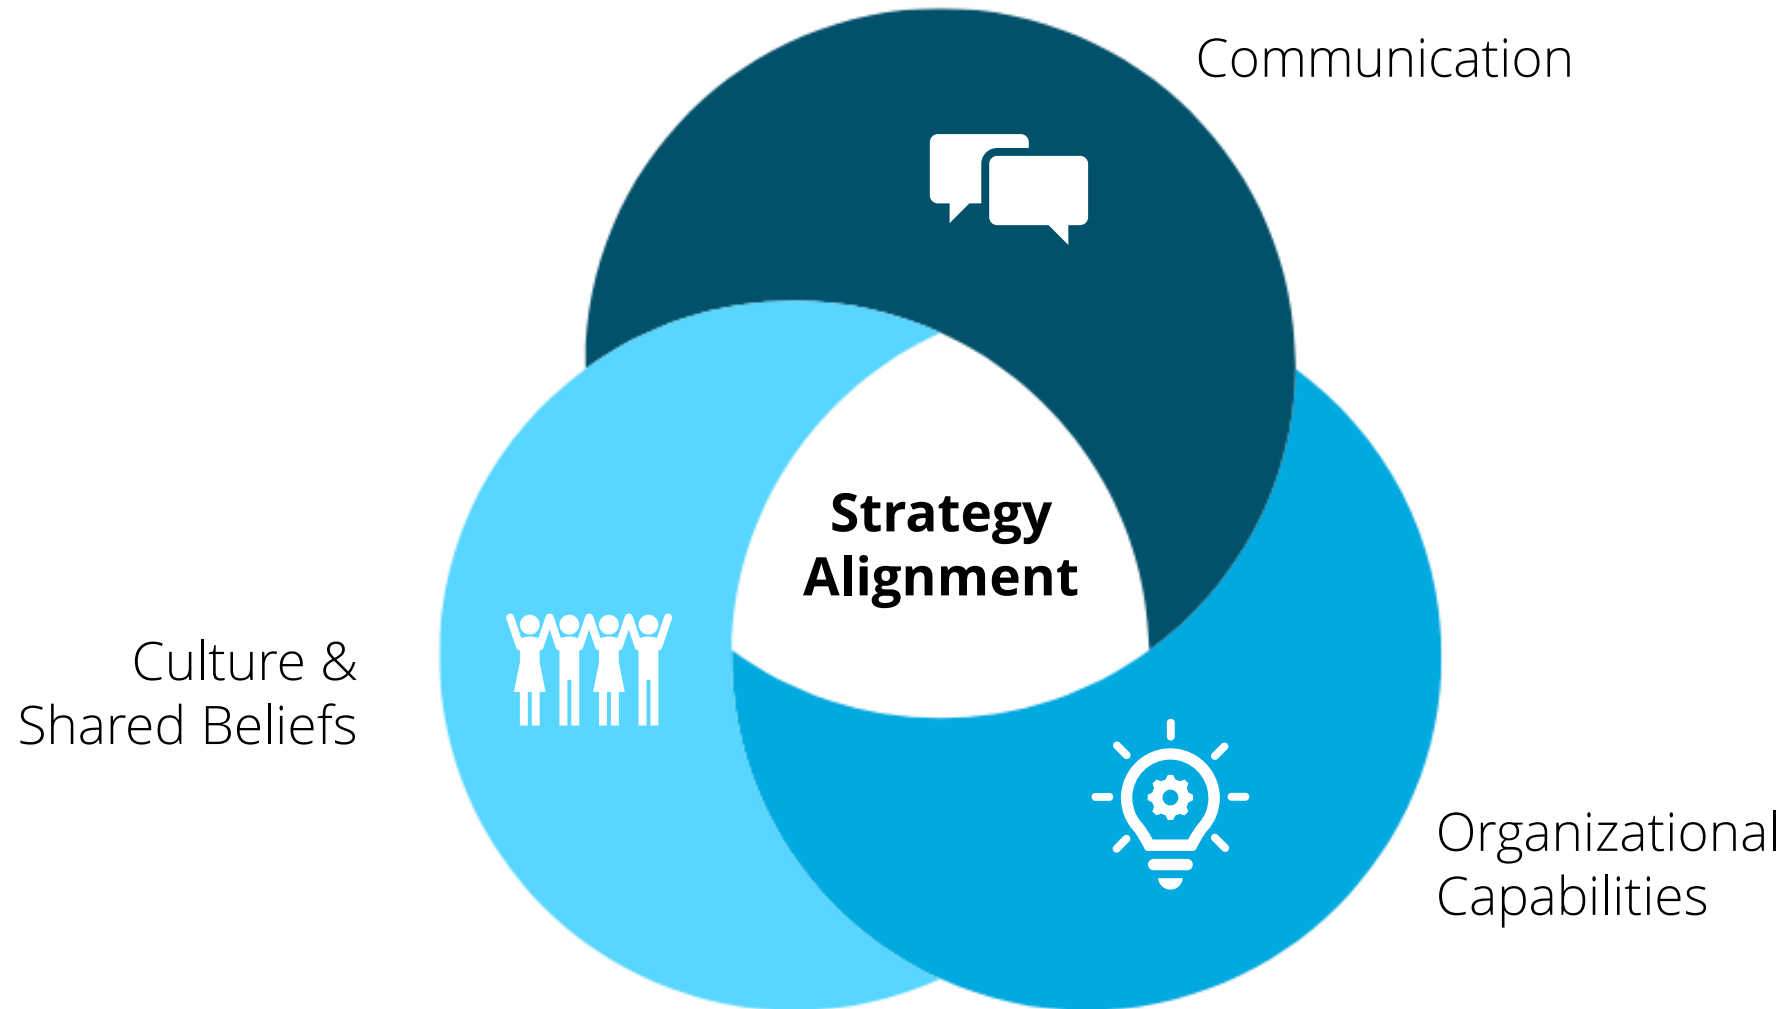 Communication
Strategy
Alignment
Culture &
Shared Beliefs
Organizational
Capabilities